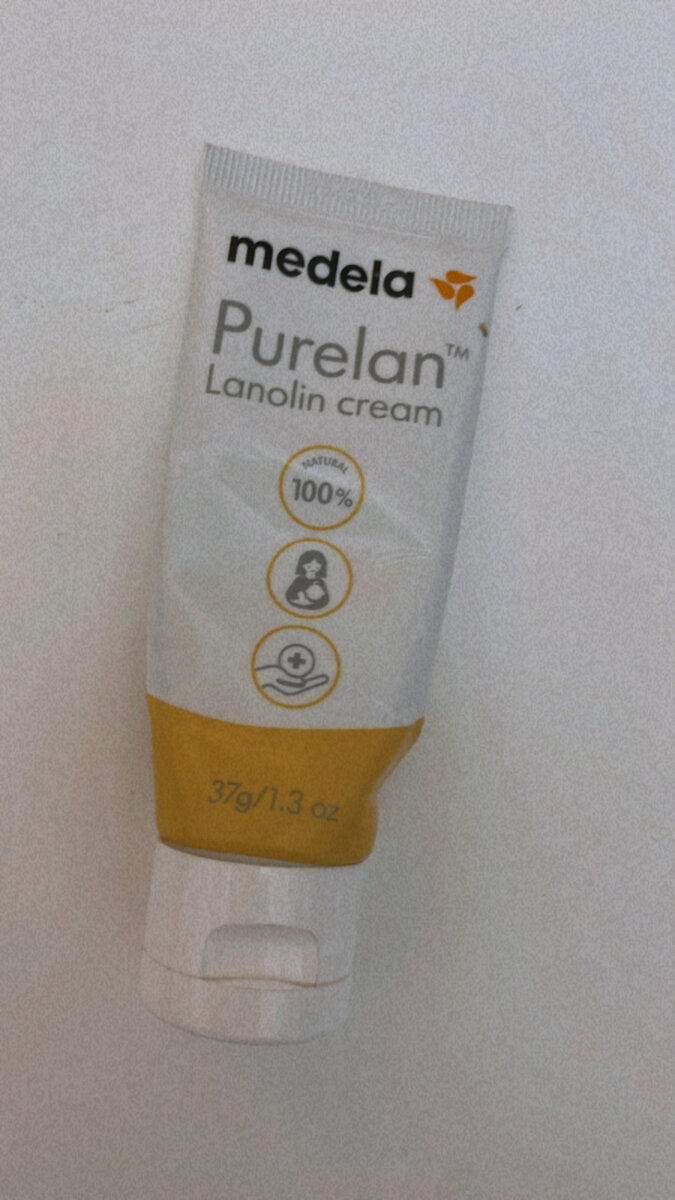 medela
Purelan™
Lanolin cream
NATURAL
100%
37g/1.3 oz